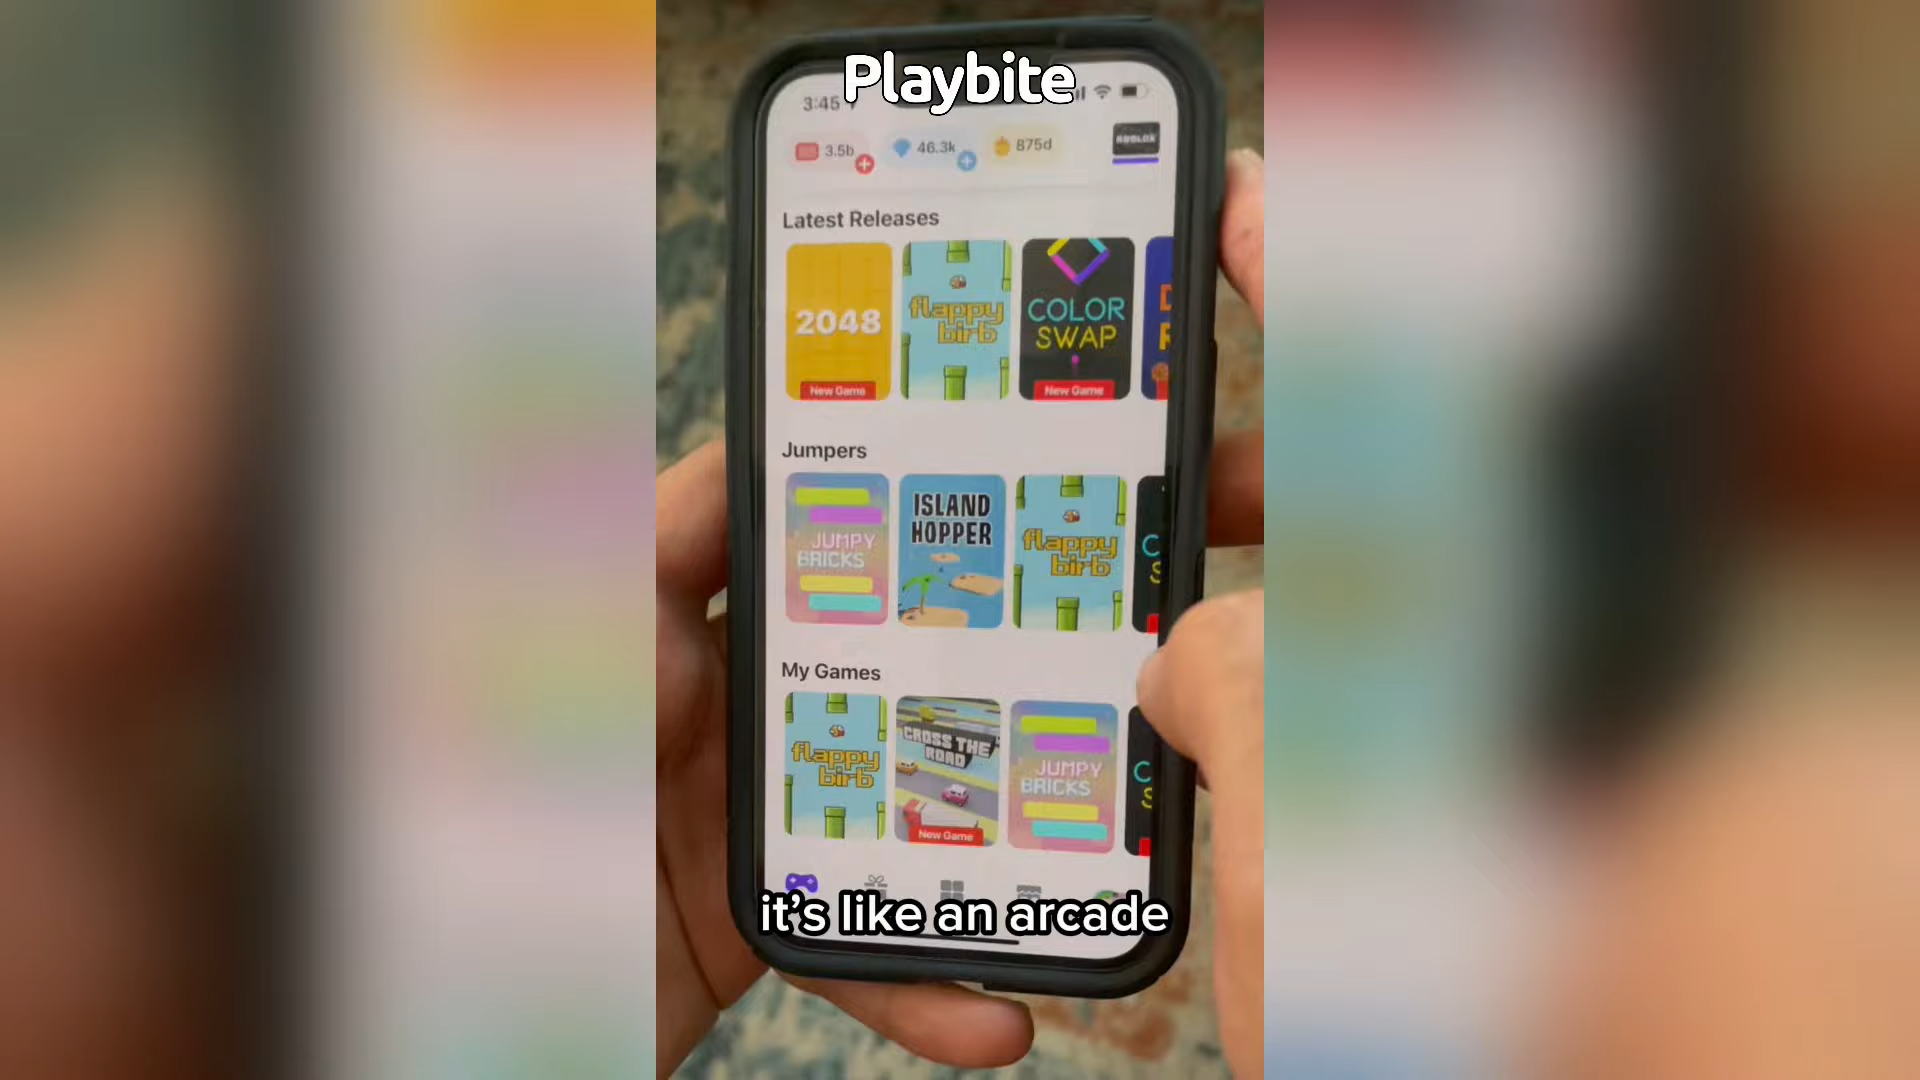 Playbite
3:45
3.5b
46.3k
875d
ROBLOX
Latest Releases
2048
New Game
flappy
birb
COLOR
SWAP
New Game
D
R
Jumpers
JUMPY
BRICKS
ISLAND
HOPPER
flappy
birb
C
S
My Games
flappy
birb
CROSS THE
ROAD
New Game
JUMPY
BRICKS
C
S
it's like an arcade